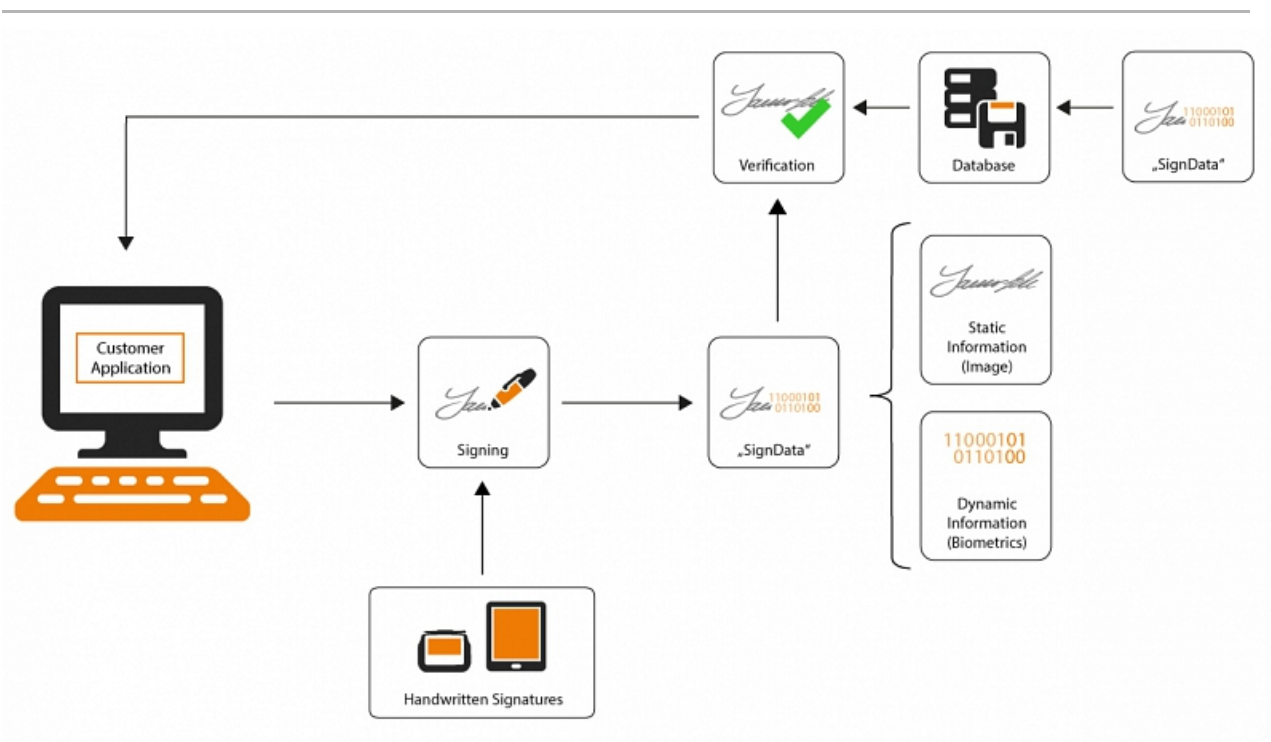 Verification
Database
11000101
0110100
„SignData“
Customer
Application
Signing
11000101
0110100
„SignData“
Static
Information
(Image)
11000101
0110100
Dynamic
Information
(Biometrics)
Handwritten Signatures